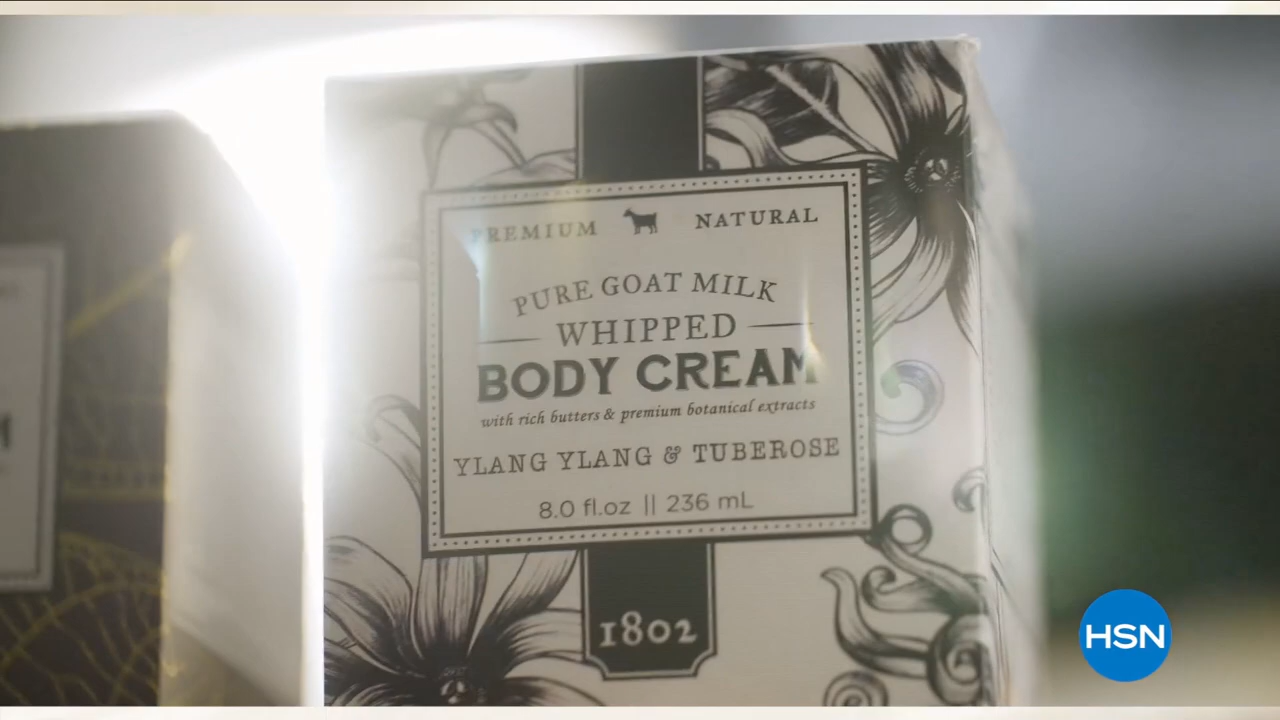 PREMIUM NATURAL
PURE GOAT MILK
WHIPPED
BODY CREAM
with rich butters & premium botanical extracts
YLANG YLANG & TUBEROSE
8.0 fl.oz || 236 mL
1802
HSN